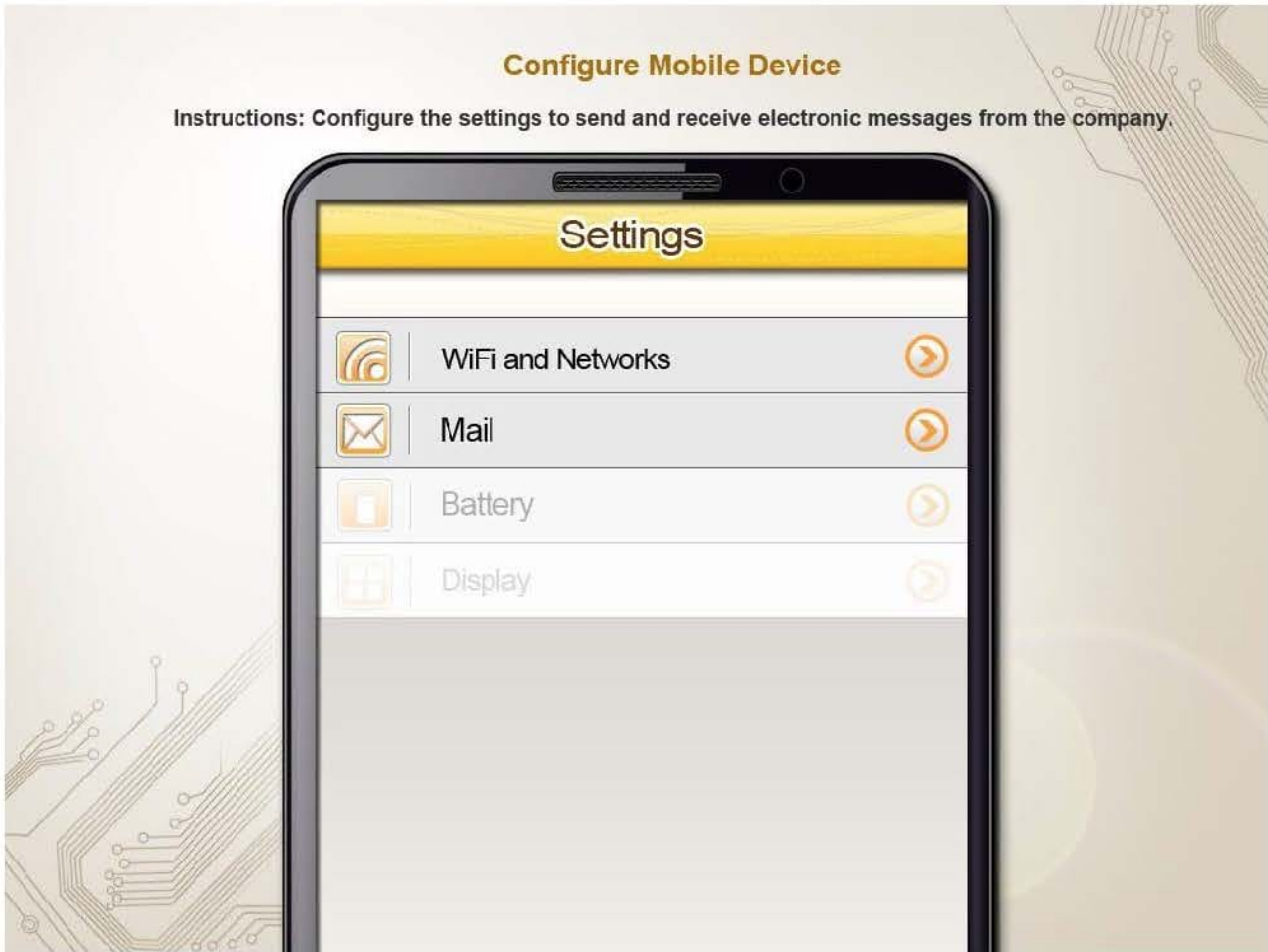 Configure Mobile Device
Instructions: Configure the settings to send and receive electronic messages from the company.
Settings
WiFi and Networks
Mail
Battery
Display